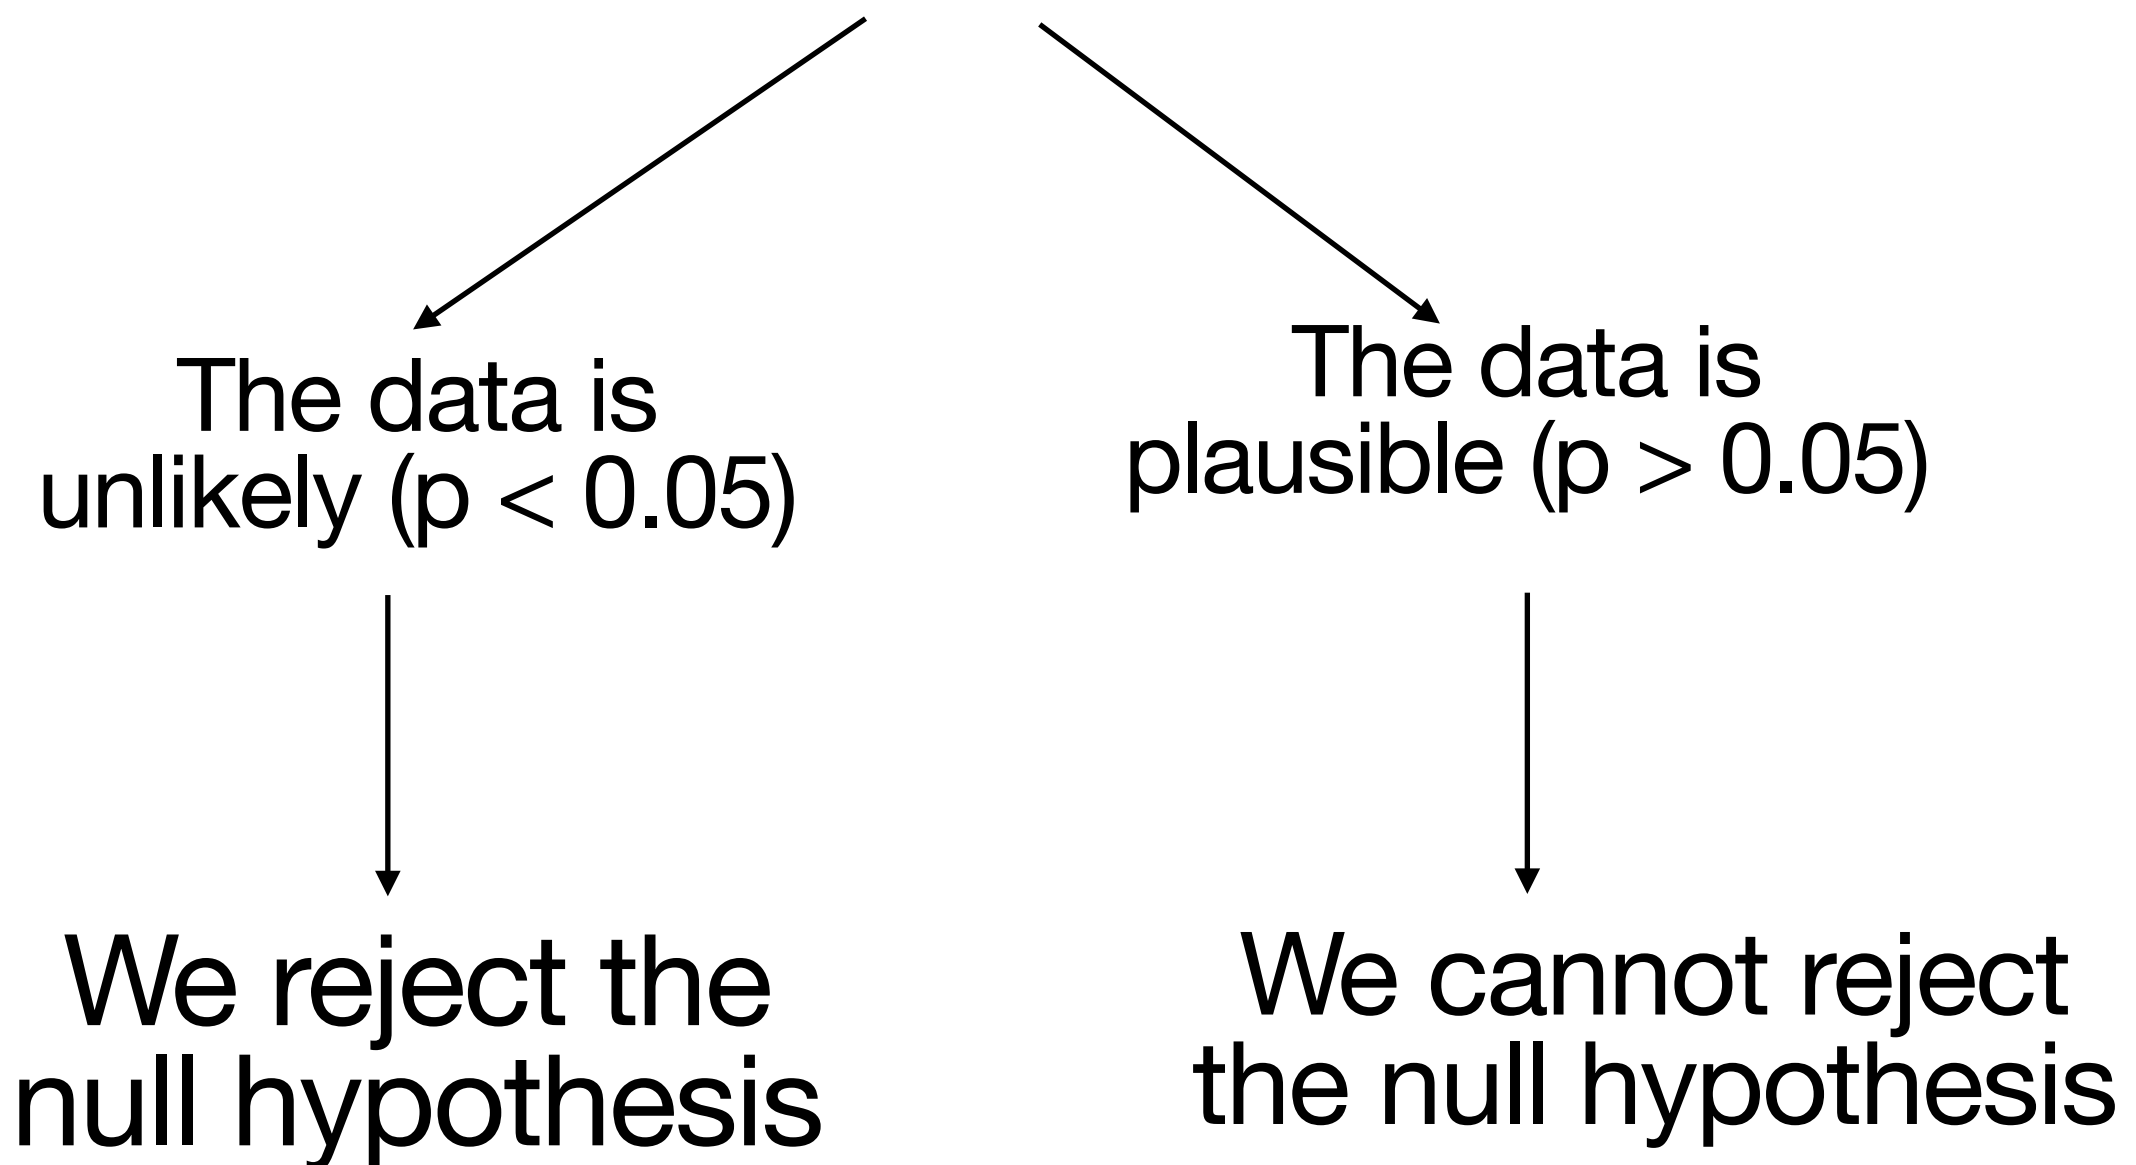 The data is
unlikely (p < 0.05)
The data is
plausible (p > 0.05)
We reject the
null hypothesis
We cannot reject
the null hypothesis